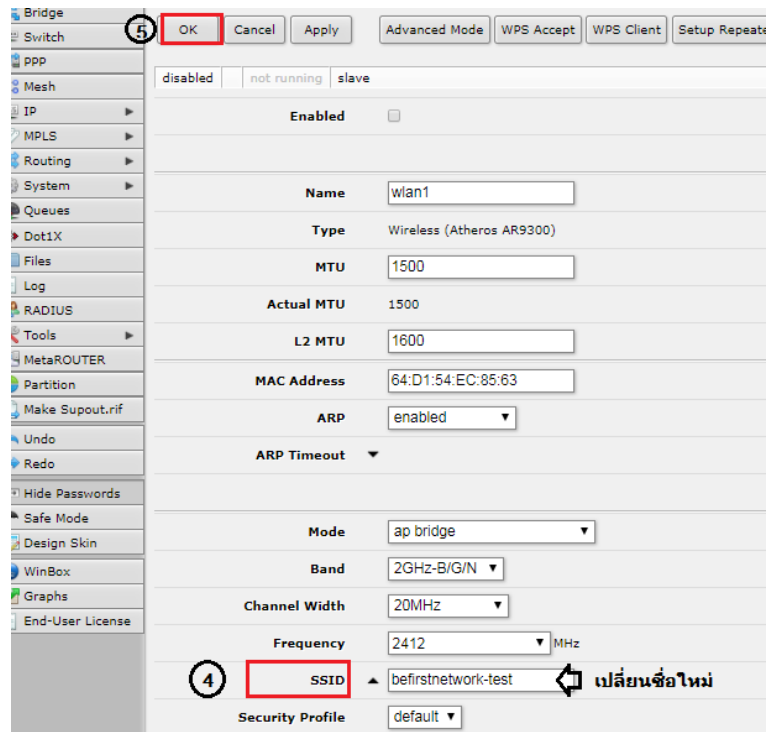 Bridge
Switch
PPP
Mesh
IP
MPLS
Routing
System
Queues
Dot1X
Files
Log
RADIUS
Tools
MetaROUTER
Partition
Make Supout.rif
Undo
Redo
Hide Passwords
Safe Mode
Design Skin
WinBox
Graphs
End-User License
5 OK Cancel Apply Advanced Mode WPS Accept WPS Client Setup Repeate
disabled not running slave
Enabled
Name wlan1
Type Wireless (Atheros AR9300)
MTU 1500
Actual MTU 1500
L2 MTU 1600
MAC Address 64:D1:54:EC:85:63
ARP enabled
ARP Timeout
Mode ap bridge
Band 2GHz-B/G/N
Channel Width 20MHz
Frequency 2412 MHz
4 SSID befirstnetwork-test เปลี่ยนชื่อใหม่
Security Profile default